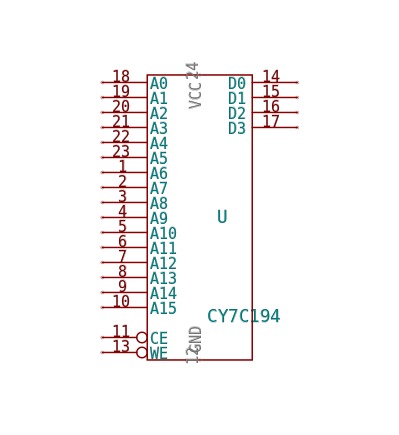 24
VCC
18 A0 D0 14
19 A1 D1 15
20 A2 D2 16
21 A3 D3 17
22 A4
23 A5
1 A6
2 A7
3 A8
4 A9 U
5 A10
6 A11
7 A12
8 A13
9 A14
10 A15
CY7C194
11 CE
13 WE
GND
12